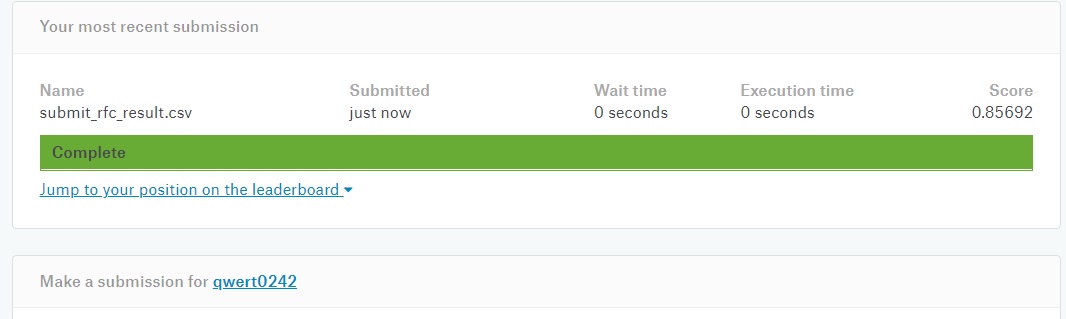 Your most recent submission
Name Submitted Wait time Execution time Score
submit_rfc_result.csv just now 0 seconds 0 seconds 0.85692
Complete
Jump to your position on the leaderboard
Make a submission for qwert0242